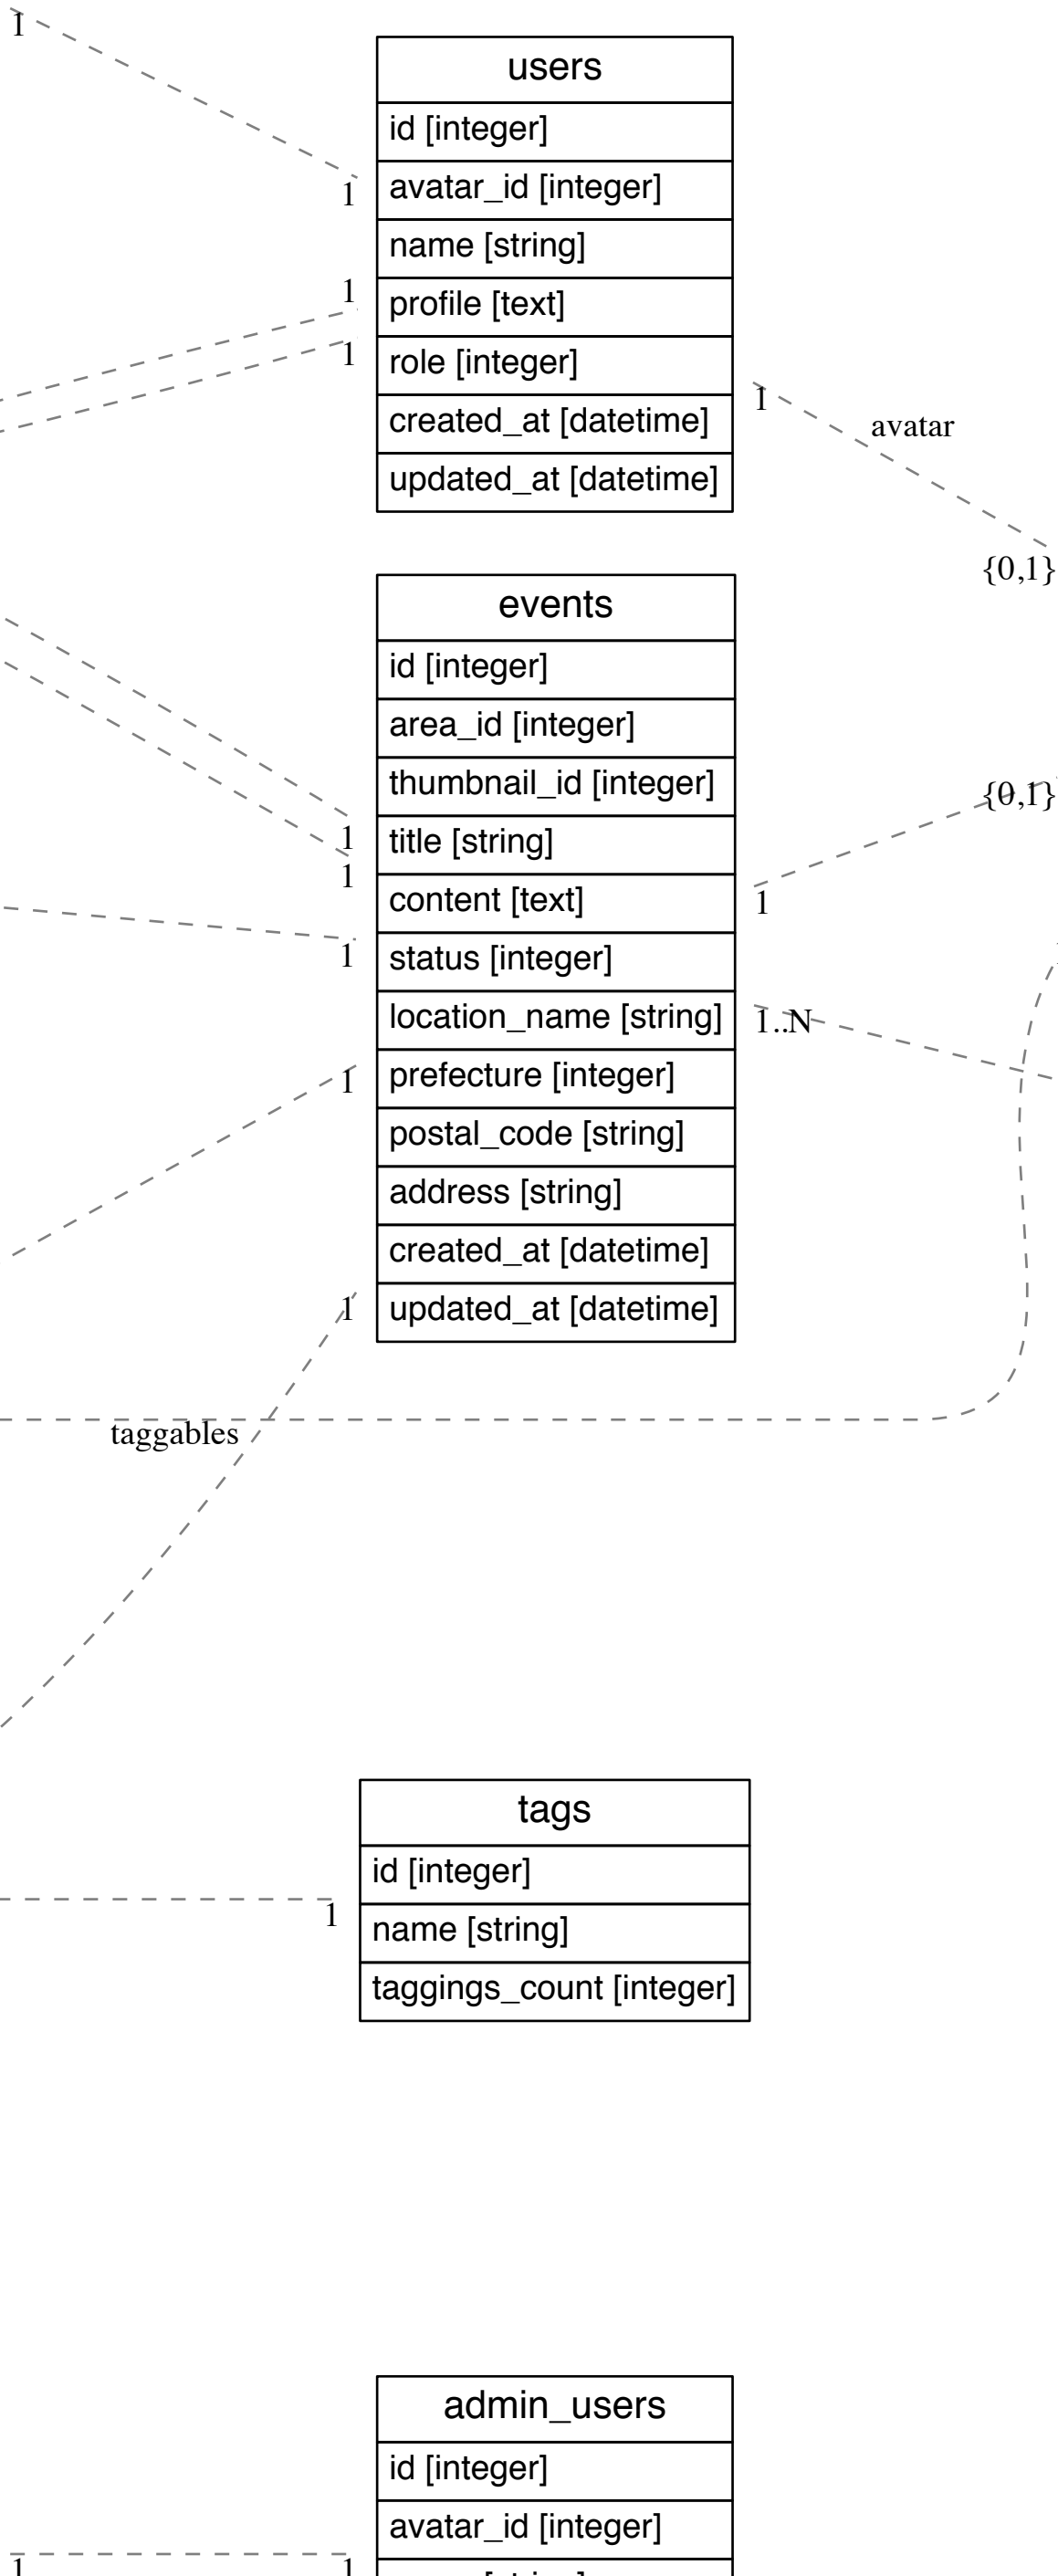 1
users
id [integer]
avatar_id [integer]
1
name [string]
1
profile [text]
1
role [integer]
1
avatar
created_at [datetime]
updated_at [datetime]
{0,1}
events
id [integer]
area_id [integer]
thumbnail_id [integer]
{0,1}
1
title [string]
1
content [text]
1
1
status [integer]
location_name [string]
1..N
1
prefecture [integer]
postal_code [string]
address [string]
created_at [datetime]
1
updated_at [datetime]
taggables
tags
id [integer]
1
name [string]
taggings_count [integer]
admin_users
id [integer]
avatar_id [integer]
1
1